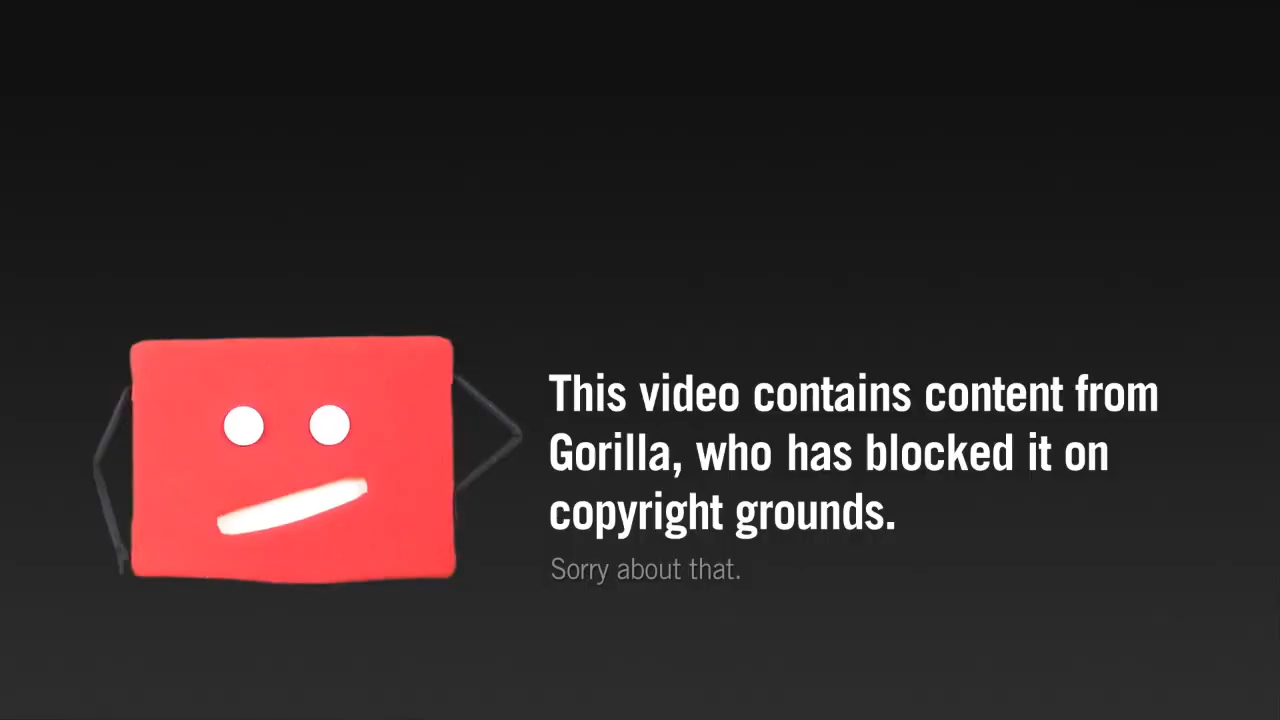 This video contains content from
Gorilla, who has blocked it on
copyright grounds.
Sorry about that.